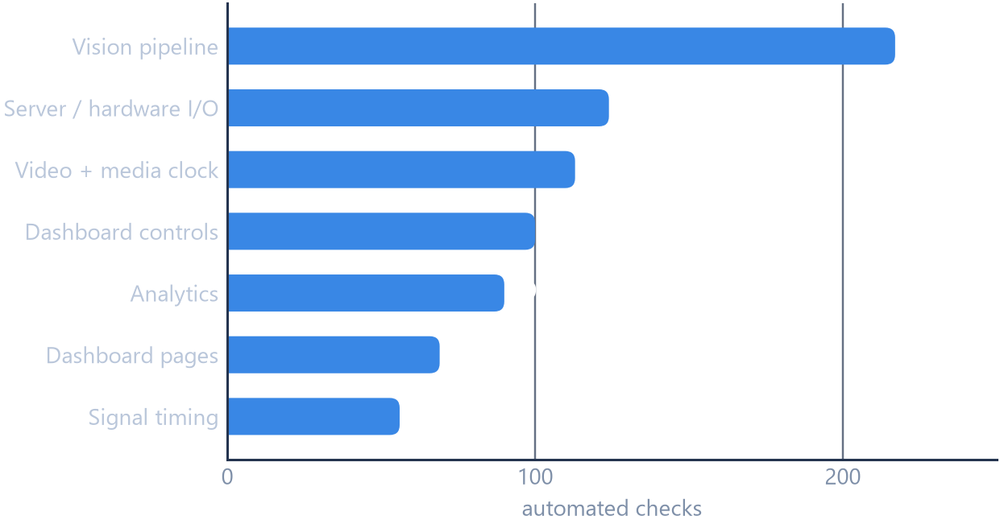 Vision pipeline
Server / hardware I/O
Video + media clock
Dashboard controls
Analytics
Dashboard pages
Signal timing
0 100 200
automated checks